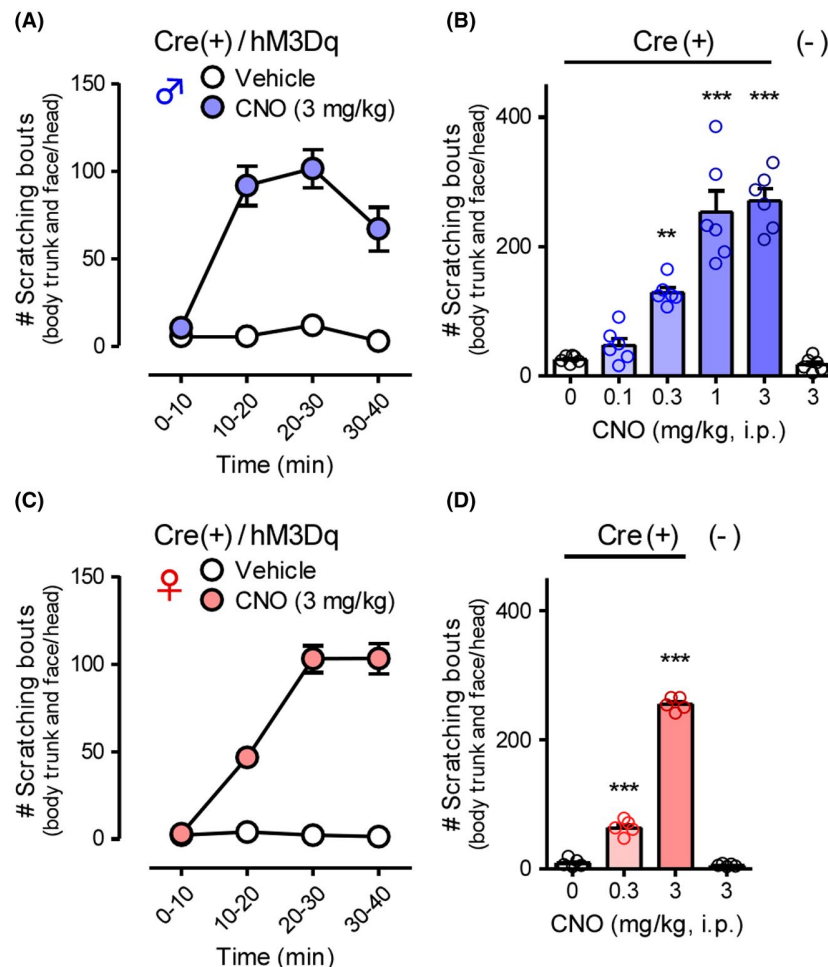 (A)
Cre(+)/hM3Dq
♂
Vehicle
CNO (3 mg/kg)
# Scratching bouts
(body trunk and face/head)
150
100
50
0
0-10
10-20
20-30
30-40
Time (min)
(B)
Cre (+)
(-)
# Scratching bouts
(body trunk and face/head)
400
200
0
**
***
***
0
0.1
0.3
1
3
3
CNO (mg/kg, i.p.)
(C)
Cre(+)/hM3Dq
♀
Vehicle
CNO (3 mg/kg)
# Scratching bouts
(body trunk and face/head)
150
100
50
0
0-10
10-20
20-30
30-40
Time (min)
(D)
Cre (+)
(-)
# Scratching bouts
(body trunk and face/head)
400
200
0
***
***
0
0.3
3
3
CNO (mg/kg, i.p.)